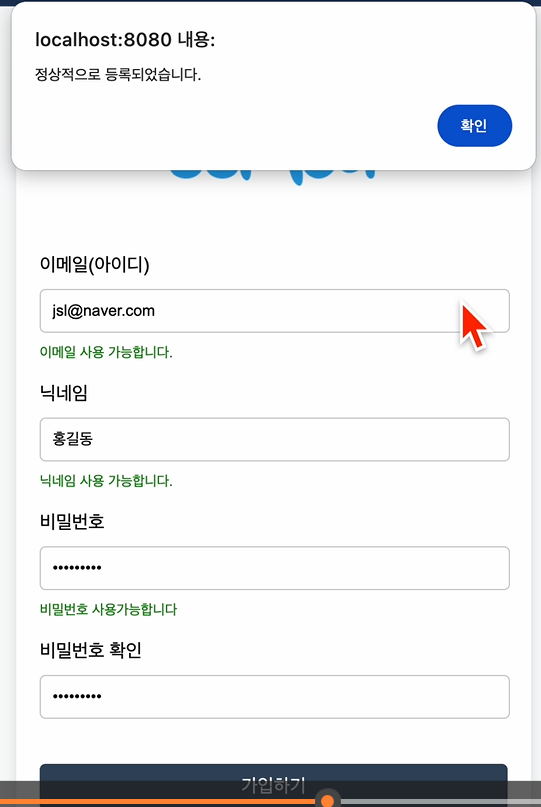 localhost:8080 내용:
정상적으로 등록되었습니다.
확인
이메일(아이디)
jsl@naver.com
이메일 사용 가능합니다.
닉네임
홍길동
닉네임 사용 가능합니다.
비밀번호
•••••••••
비밀번호 사용가능합니다
비밀번호 확인
•••••••••
가입하기